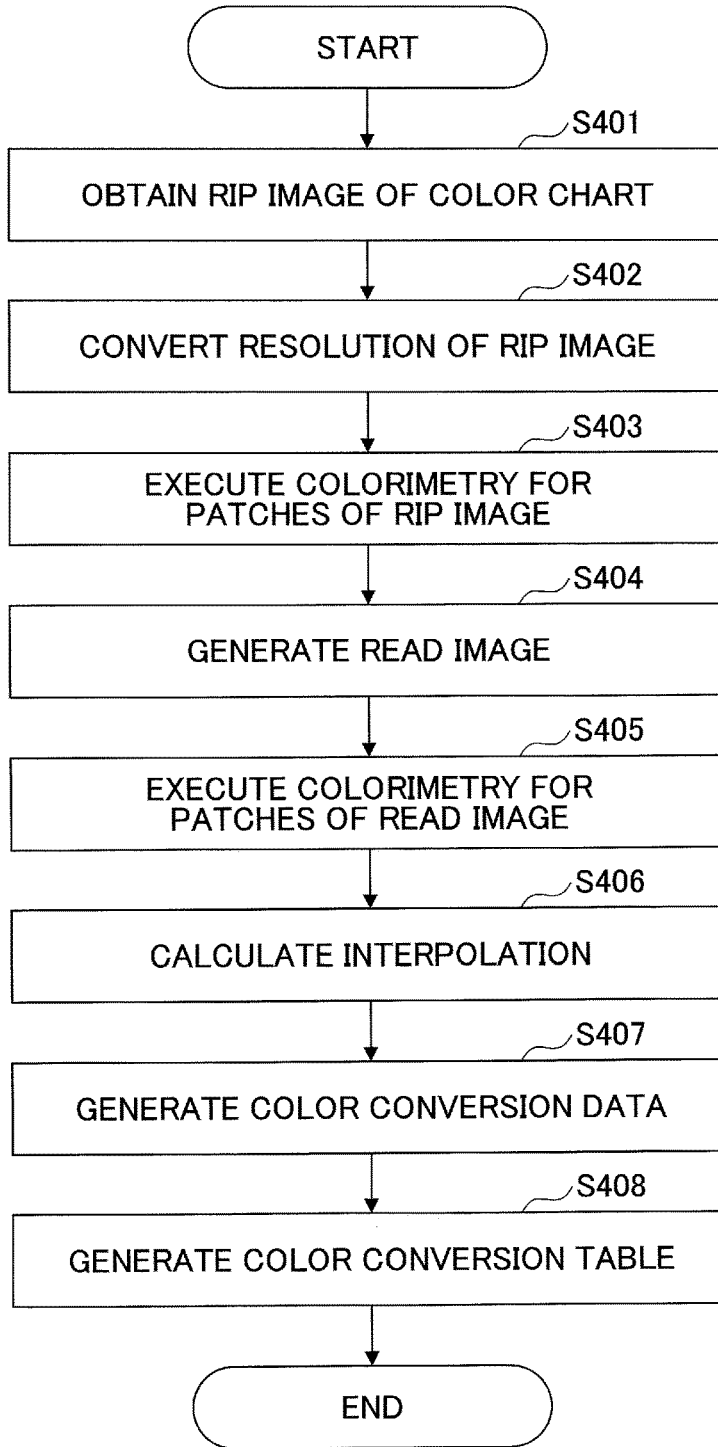 START
S401
OBTAIN RIP IMAGE OF COLOR CHART
S402
CONVERT RESOLUTION OF RIP IMAGE
S403
EXECUTE COLORIMETRY FOR
PATCHES OF RIP IMAGE
S404
GENERATE READ IMAGE
S405
EXECUTE COLORIMETRY FOR
PATCHES OF READ IMAGE
S406
CALCULATE INTERPOLATION
S407
GENERATE COLOR CONVERSION DATA
S408
GENERATE COLOR CONVERSION TABLE
END